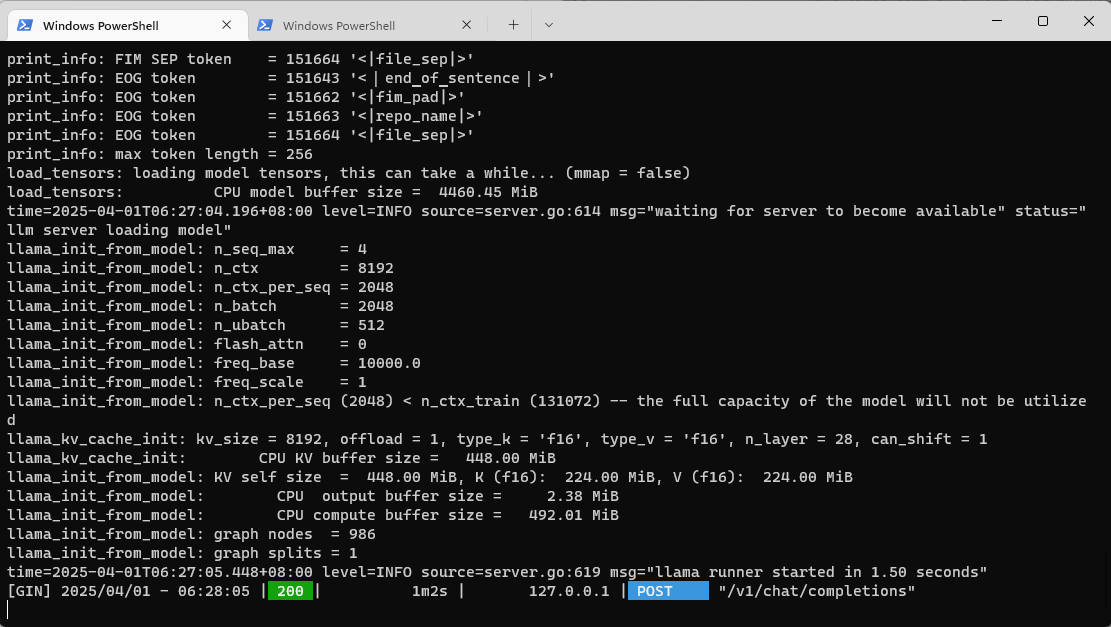 Windows PowerShell
Windows PowerShell
print_info: FIM SEP token    = 151664 '<|file_sep|>'
print_info: EOG token        = 151643 '<｜end_of_sentence｜>'
print_info: EOG token        = 151662 '<|fim_pad|>'
print_info: EOG token        = 151663 '<|repo_name|>'
print_info: EOG token        = 151664 '<|file_sep|>'
print_info: max token length = 256
load_tensors: loading model tensors, this can take a while... (mmap = false)
load_tensors:          CPU model buffer size =  4460.45 MiB
time=2025-04-01T06:27:04.196+08:00 level=INFO source=server.go:614 msg="waiting for server to become available" status="
llm server loading model"
llama_init_from_model: n_seq_max     = 4
llama_init_from_model: n_ctx         = 8192
llama_init_from_model: n_ctx_per_seq = 2048
llama_init_from_model: n_batch       = 2048
llama_init_from_model: n_ubatch      = 512
llama_init_from_model: flash_attn    = 0
llama_init_from_model: freq_base     = 10000.0
llama_init_from_model: freq_scale    = 1
llama_init_from_model: n_ctx_per_seq (2048) < n_ctx_train (131072) -- the full capacity of the model will not be utilize
d
llama_kv_cache_init: kv_size = 8192, offload = 1, type_k = 'f16', type_v = 'f16', n_layer = 28, can_shift = 1
llama_kv_cache_init:        CPU KV buffer size =   448.00 MiB
llama_init_from_model: KV self size  =  448.00 MiB, K (f16):  224.00 MiB, V (f16):  224.00 MiB
llama_init_from_model:        CPU  output buffer size =     2.38 MiB
llama_init_from_model:        CPU compute buffer size =   492.01 MiB
llama_init_from_model: graph nodes  = 986
llama_init_from_model: graph splits = 1
time=2025-04-01T06:27:05.448+08:00 level=INFO source=server.go:619 msg="llama runner started in 1.50 seconds"
[GIN] 2025/04/01 - 06:28:05 | 200 |          1m2s |       127.0.0.1 | POST     "/v1/chat/completions"